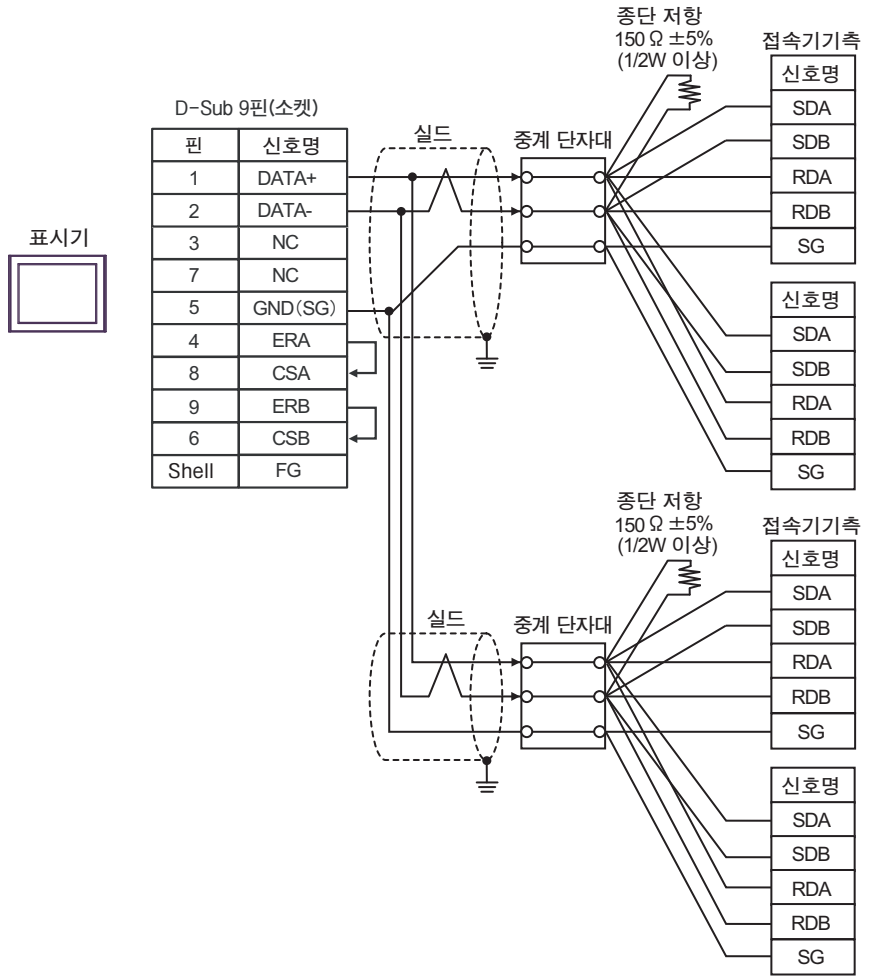 표시기
D-Sub 9핀(소켓)
핀 신호명
1 DATA+
2 DATA-
3 NC
7 NC
5 GND(SG)
4 ERA
8 CSA
9 ERB
6 CSB
Shell FG
실드
중계 단자대
종단 저항
150 Ω ±5%
(1/2W 이상)
접속기기측
신호명
SDA
SDB
RDA
RDB
SG
신호명
SDA
SDB
RDA
RDB
SG
실드
중계 단자대
종단 저항
150 Ω ±5%
(1/2W 이상)
접속기기측
신호명
SDA
SDB
RDA
RDB
SG
신호명
SDA
SDB
RDA
RDB
SG